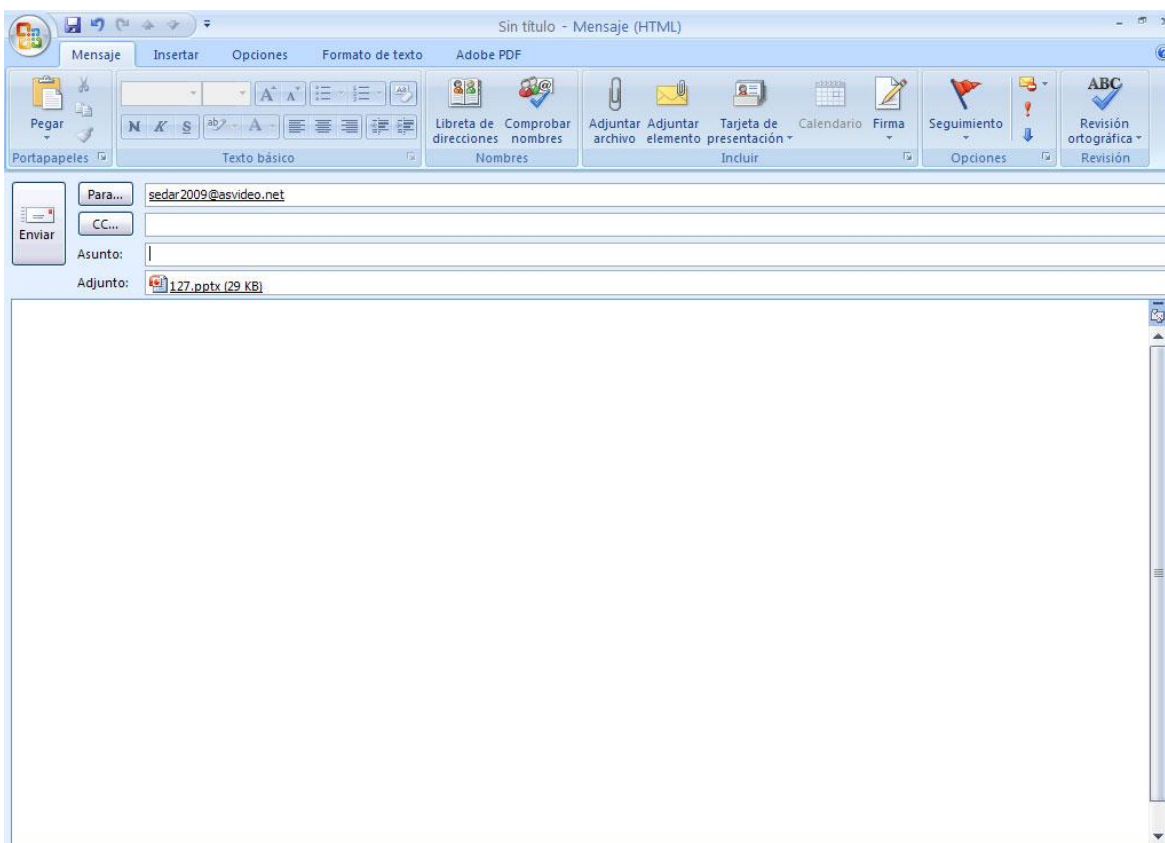 Sin título - Mensaje (HTML)
Mensaje Insertar Opciones Formato de texto Adobe PDF
Pegar
N K S ab A
Libreta de direcciones
Comprobar nombres
Adjuntar archivo
Adjuntar elemento
Tarjeta de presentación
Calendario
Firma
Seguimiento
ABC
Revisión ortográfica
Portapapeles Texto básico Nombres Incluir Opciones Revisión
Enviar
Para... sedar2009@asvideo.net
CC...
Asunto:
Adjunto: 127.pptx (29 KB)